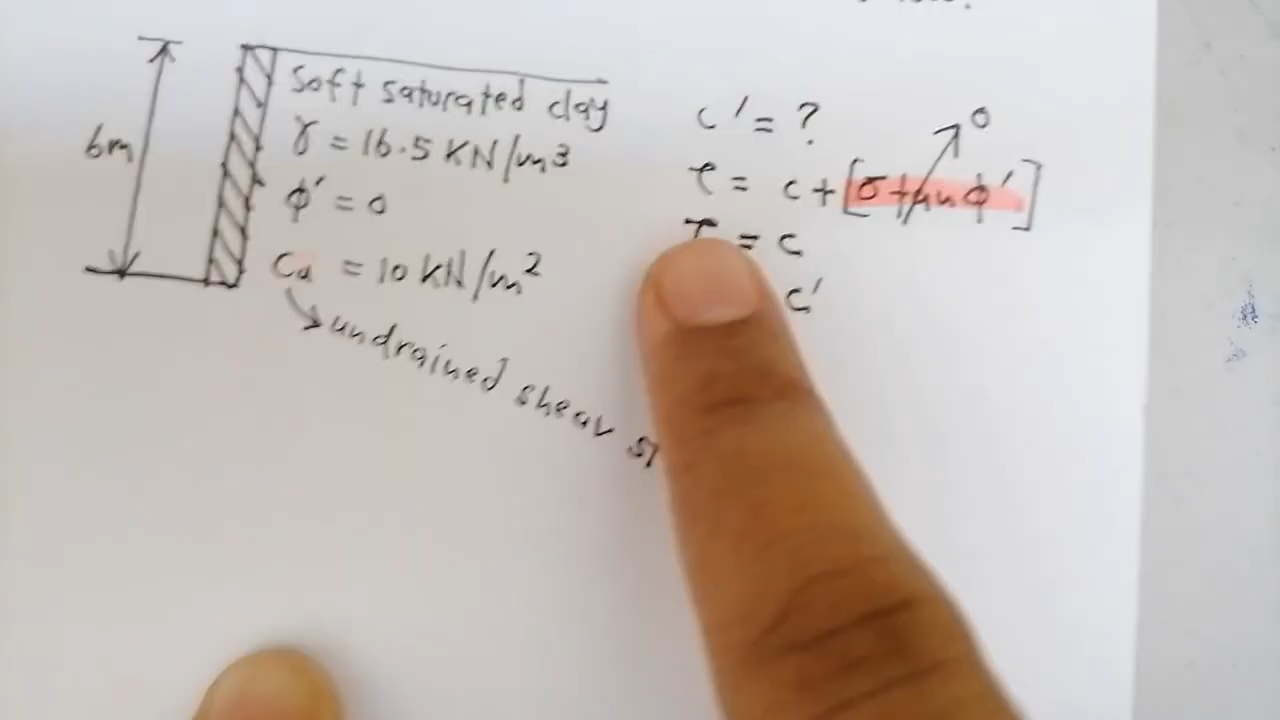 6m
Soft saturated clay
γ = 16.5 KN/m3
φ' = 0
Cu = 10 KN/m2
undrained shear
c' = ?
τ = c + [σ tan φ'] 0
τ = c
c'